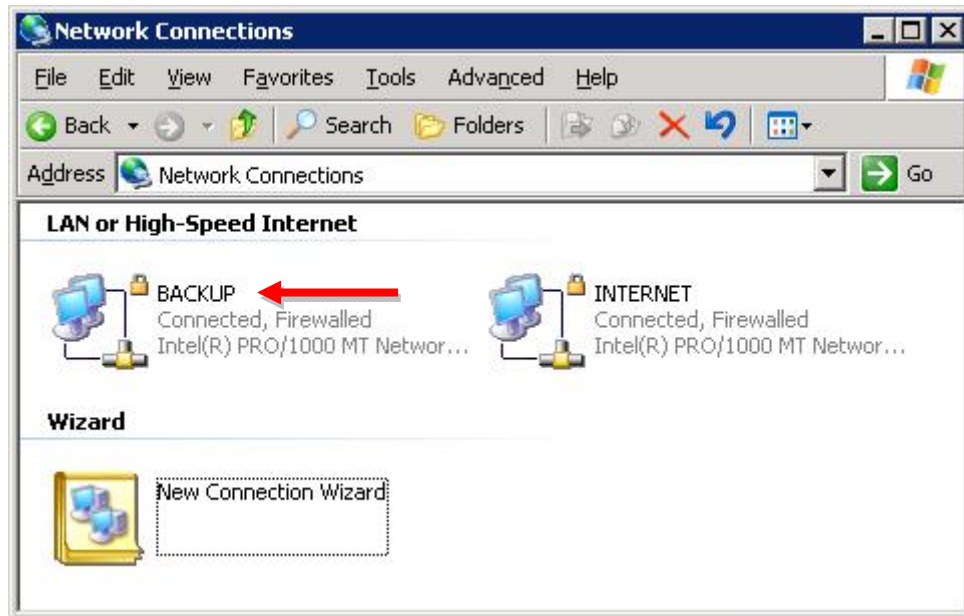 Network Connections
File Edit View Favorites Tools Advanced Help
Back Search Folders
Address Network Connections Go
LAN or High-Speed Internet
BACKUP INTERNET
Connected, Firewalled Connected, Firewalled
Intel(R) PRO/1000 MT Networ... Intel(R) PRO/1000 MT Networ...
Wizard
New Connection Wizard